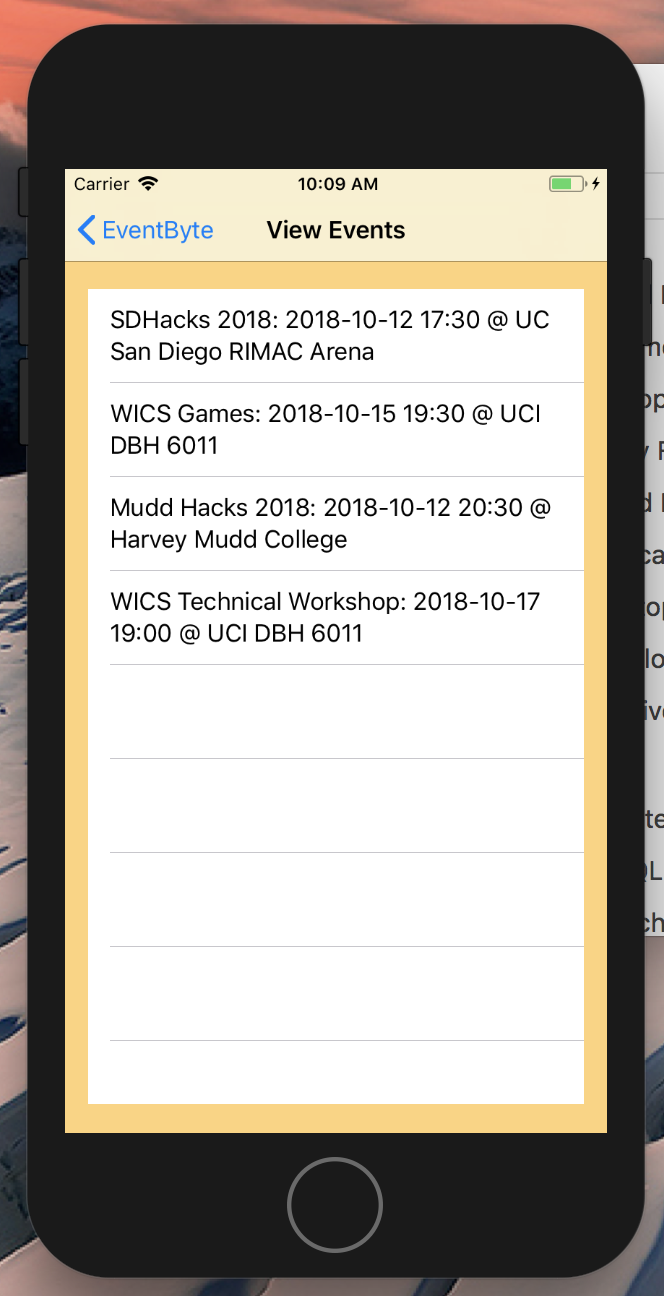 Carrier 10:09 AM
EventByte View Events
SDHacks 2018: 2018-10-12 17:30 @ UC
San Diego RIMAC Arena
WICS Games: 2018-10-15 19:30 @ UCI
DBH 6011
Mudd Hacks 2018: 2018-10-12 20:30 @
Harvey Mudd College
WICS Technical Workshop: 2018-10-17
19:00 @ UCI DBH 6011